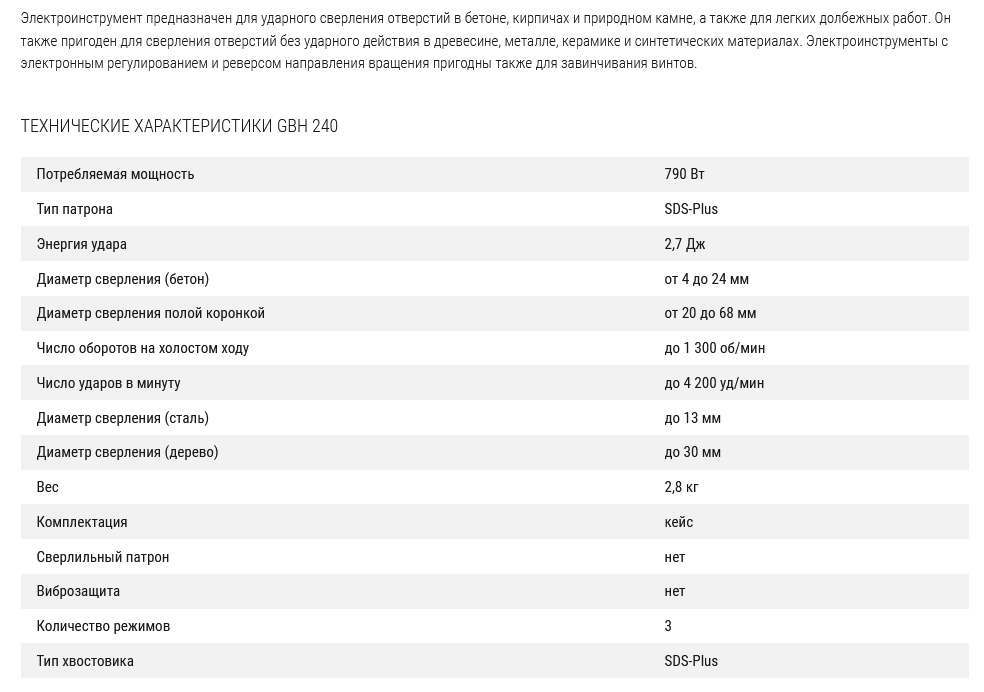 Электроинструмент предназначен для ударного сверления отверстий в бетоне, кирпичах и природном камне, а также для легких долбежных работ. Он
также пригоден для сверления отверстий без ударного действия в древесине, металле, керамике и синтетических материалах. Электроинструменты с
электронным регулированием и реверсом направления вращения пригодны также для завинчивания винтов.
ТЕХНИЧЕСКИЕ ХАРАКТЕРИСТИКИ GBH 240
Потребляемая мощность 790 Вт
Тип патрона SDS-Plus
Энергия удара 2,7 Дж
Диаметр сверления (бетон) от 4 до 24 мм
Диаметр сверления полой коронкой от 20 до 68 мм
Число оборотов на холостом ходу до 1 300 об/мин
Число ударов в минуту до 4 200 уд/мин
Диаметр сверления (сталь) до 13 мм
Диаметр сверления (дерево) до 30 мм
Вес 2,8 кг
Комплектация кейс
Сверлильный патрон нет
Виброзащита нет
Количество режимов 3
Тип хвостовика SDS-Plus